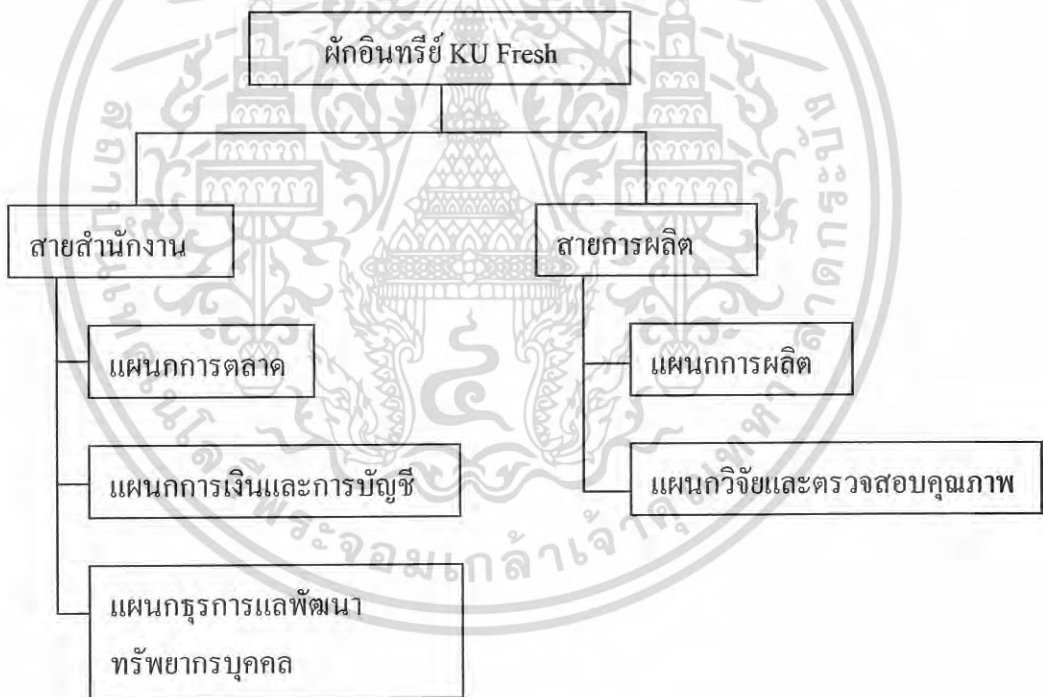 ผักอินทรีย์ KU Fresh
สายสำนักงาน
สายการผลิต
แผนกการตลาด
แผนกการผลิต
แผนกการเงินและการบัญชี
แผนกวิจัยและตรวจสอบคุณภาพ
แผนกธุรการแลพัฒนา
ทรัพยากรบุคคล